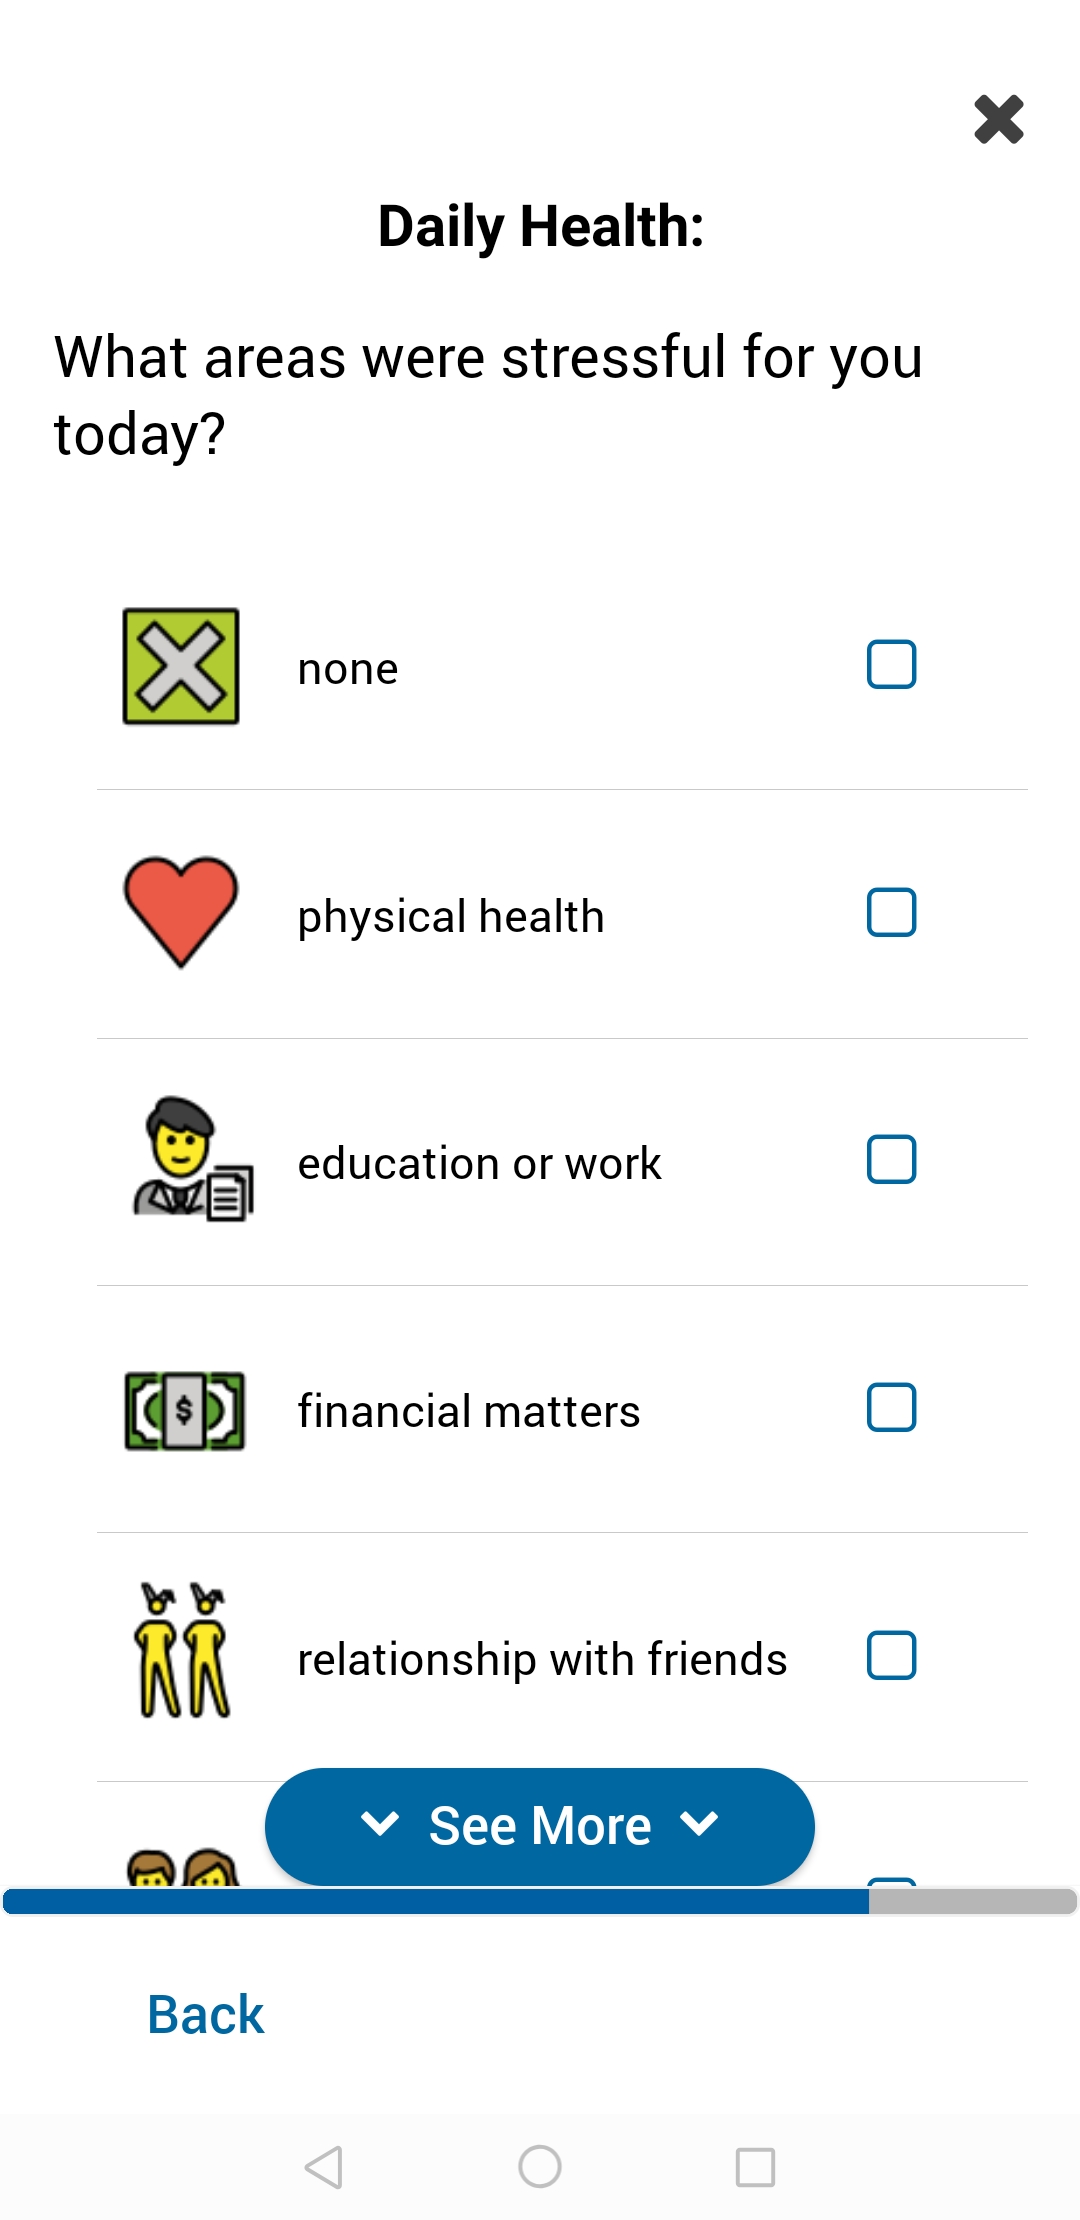 Daily Health:
What areas were stressful for you
today?
none
physical health
education or work
$
financial matters
relationship with friends
See More
Back